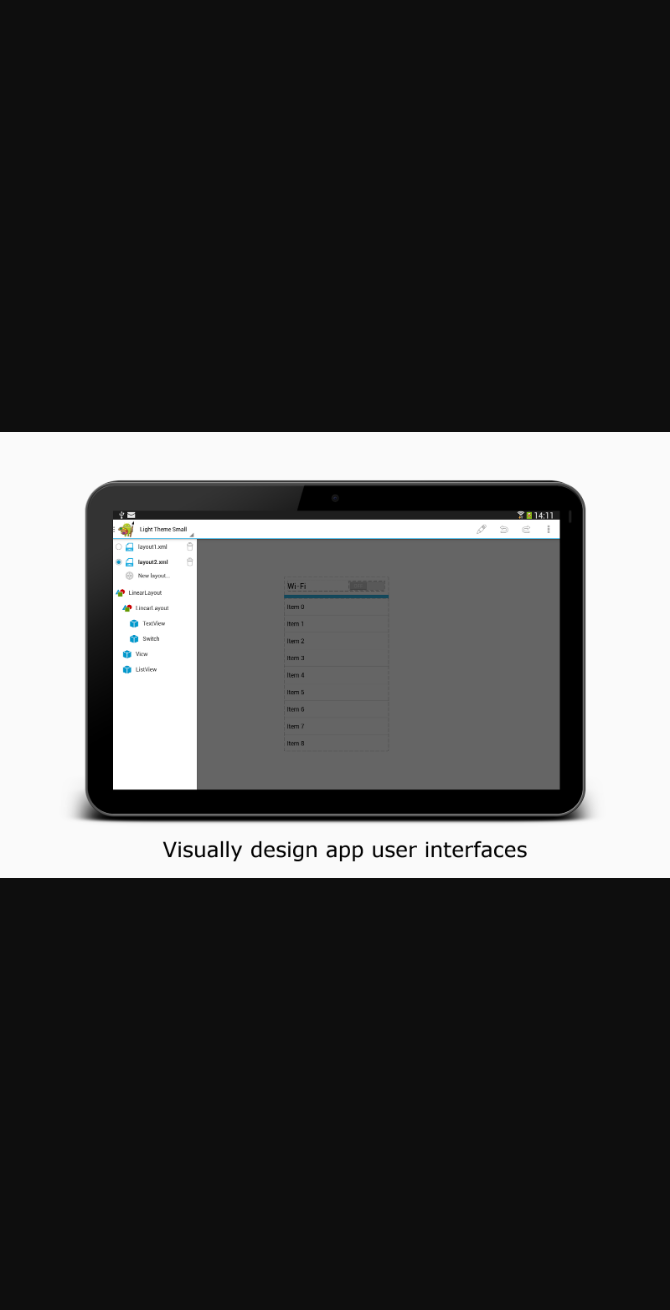 14:11
Light Theme Small
layout1.xml
layout2.xml
New layout...
LinearLayout
LinearLayout
TextView
Switch
View
ListView
Wi-Fi
Item 0
Item 1
Item 2
Item 3
Item 4
Item 5
Item 6
Item 7
Item 8
Visually design app user interfaces